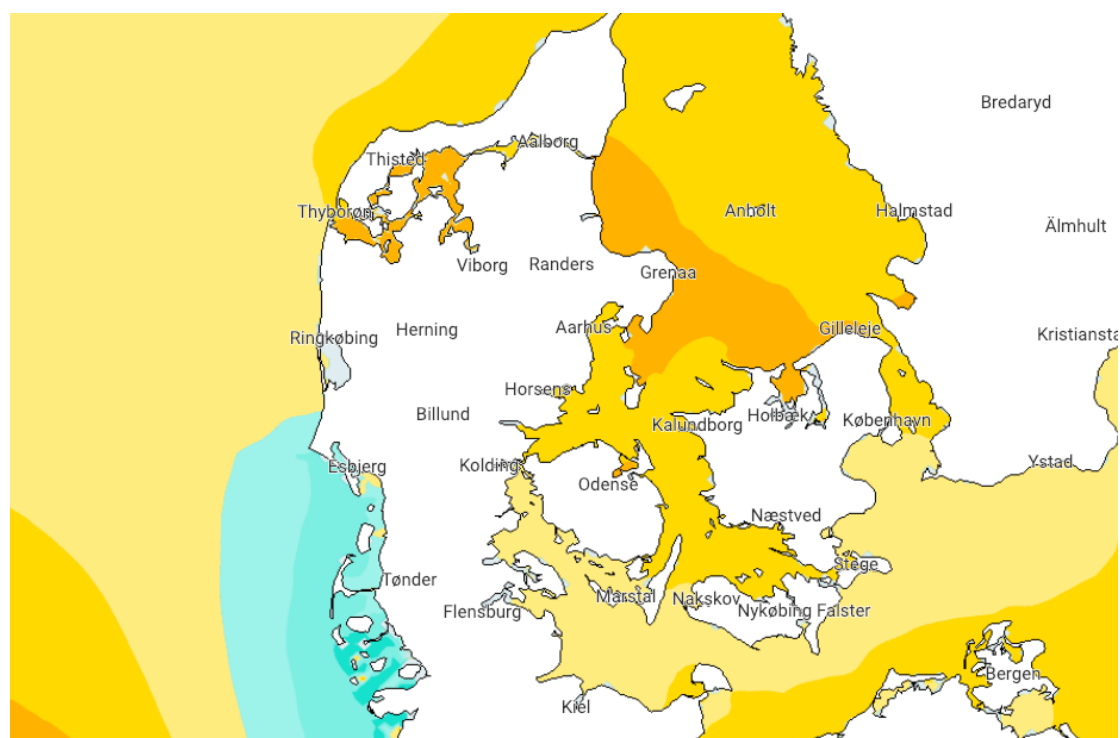 Bredaryd
Aalborg
Thisted
Anholt
Halmstad
Thyborøn
Älmhult
Viborg
Randers
Grenaa
Aarhus
Gilleleje
Herning
Ringkøbing
Kristiansta
Horsens
Billund
Holbæk
København
Kalundborg
Esbjerg
Kolding
Ystad
Odense
Næstved
Stege
Tønder
Marstal
Nakskov
Flensburg
Nykøbing Falster
Bergen
Kiel